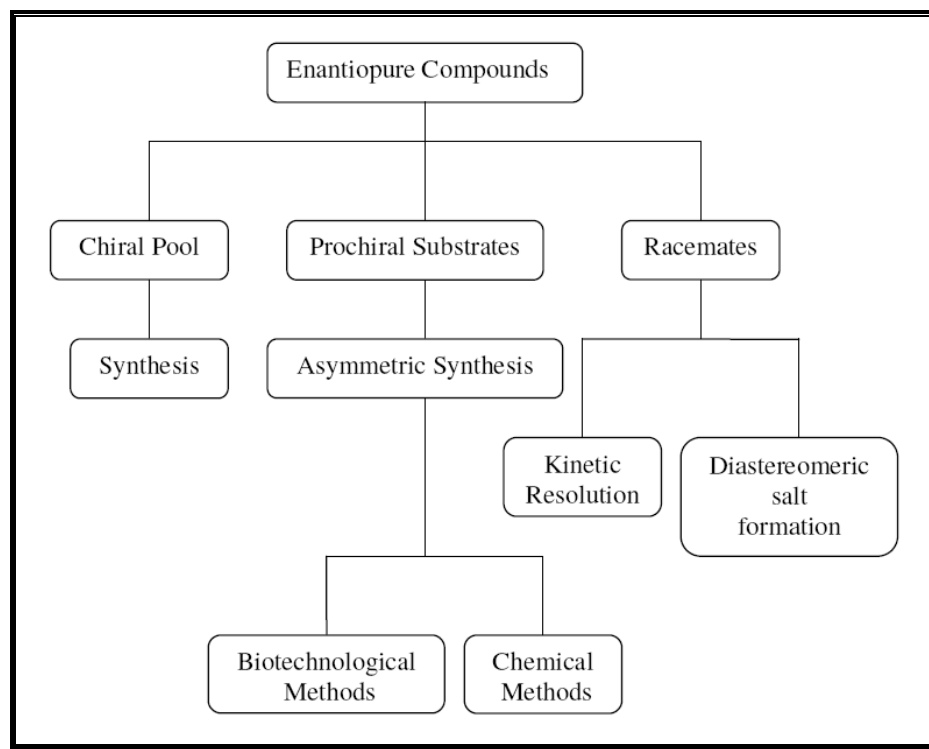 Enantiopure Compounds
Chiral Pool
Prochiral Substrates
Racemates
Synthesis
Asymmetric Synthesis
Kinetic
Resolution
Diastereomeric
salt
formation
Biotechnological
Methods
Chemical
Methods